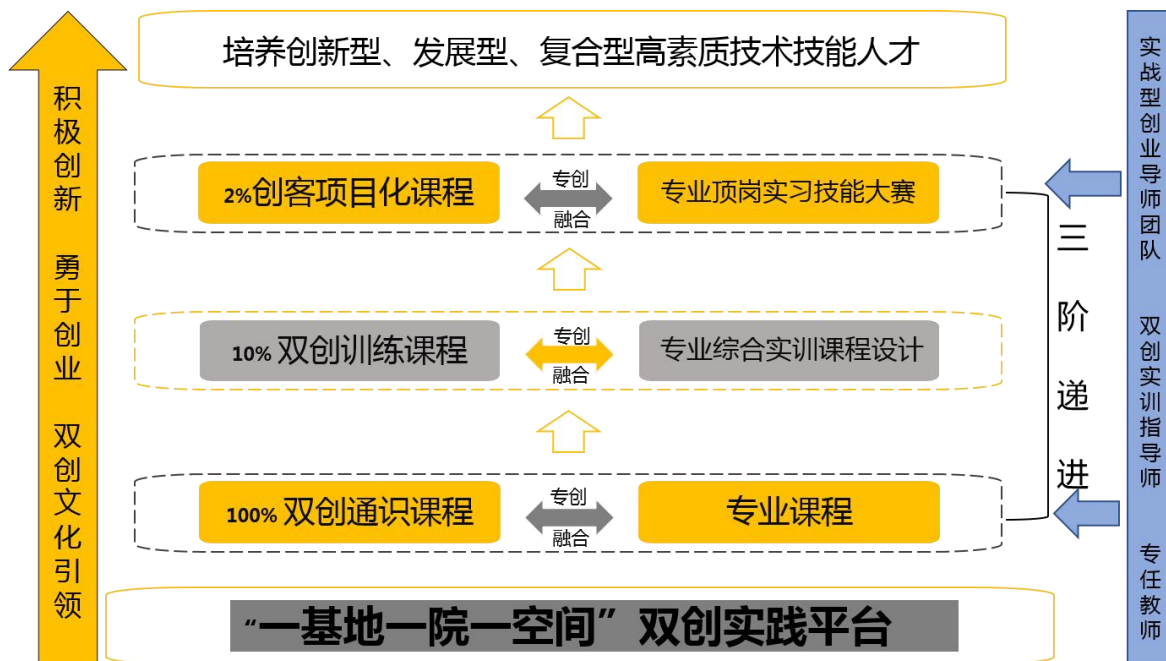 培养创新型、发展型、复合型高素质技术技能人才
积极创新 勇于创业 双创文化引领
2%创客项目化课程
专创
融合
专业顶岗实习技能大赛
10% 双创训练课程
专创
融合
专业综合实训课程设计
100% 双创通识课程
专创
融合
专业课程
三阶递进
实战型创业导师团队 双创实训指导师 专任教师
“一基地一院一空间”双创实践平台